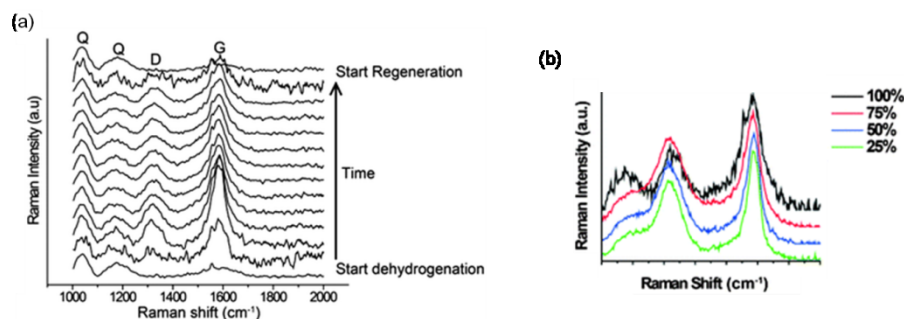 (a)
Q Q D G
Start Regeneration
Time
Start dehydrogenation
Raman Intensity (a.u)
1000 1200 1400 1600 1800 2000
Raman shift (cm-1)
(b)
100%
75%
50%
25%
Raman Intensity (a.u.)
Raman Shift (cm-1)